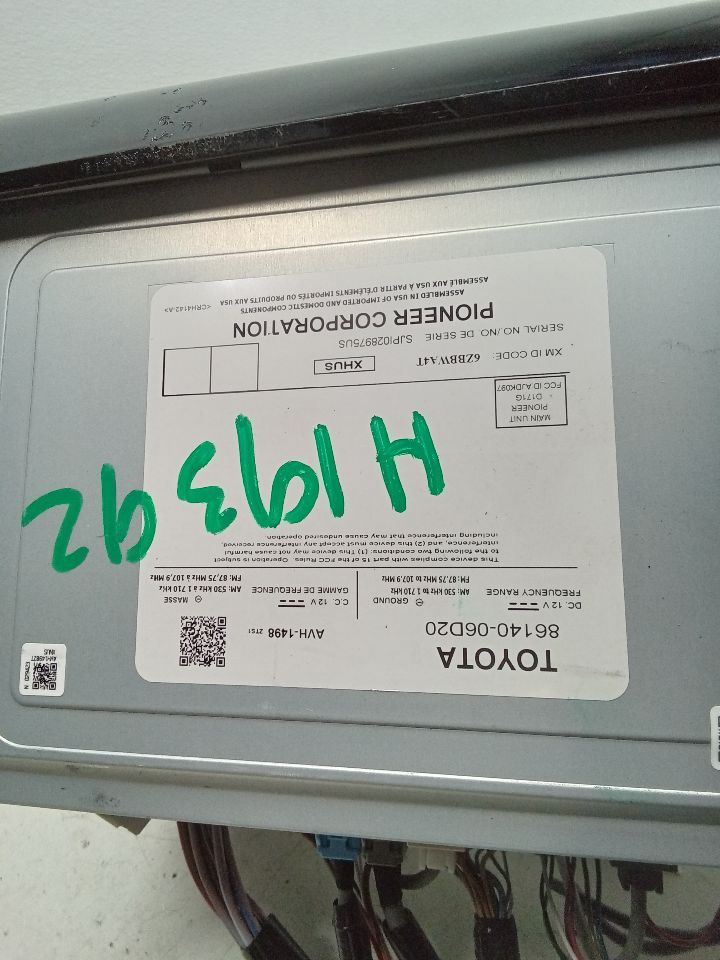 TOYOTA
86140-06D20
AVH-1498 ZTS1
DC. 12 V
FREQUENCY RANGE
GROUND
AM: 530 kHz to 1 710 kHz
FM: 87,75 MHz to 107,9 MHz
C.C. 12 V
GAMME DE FREQUENCE
MASSE
AM: 530 kHz à 1 710 kHz
FM: 87,75 MHz à 107,9 MHz
This device complies with part 15 of the FCC Rules. Operation is subject
to the following two conditions: (1) This device may not cause harmful
interference, and (2) this device must accept any interference received,
including interference that may cause undesired operation
H19392
MAIN UNIT
PIONEER
D171G
FCC ID AJDK097
XM ID CODE: 6ZBBWA4T
XHUS
SERIAL NO./NO. DE SERIE SJPI028975US
PIONEER CORPORATION
ASSEMBLED IN USA OF IMPORTED AND DOMESTIC COMPONENTS
ASSEMBLÉ AUX USA À PARTIR D'ÉLÉMENTS IMPORTÉS OU PRODUITS AUX USA
<CRH4142-A>